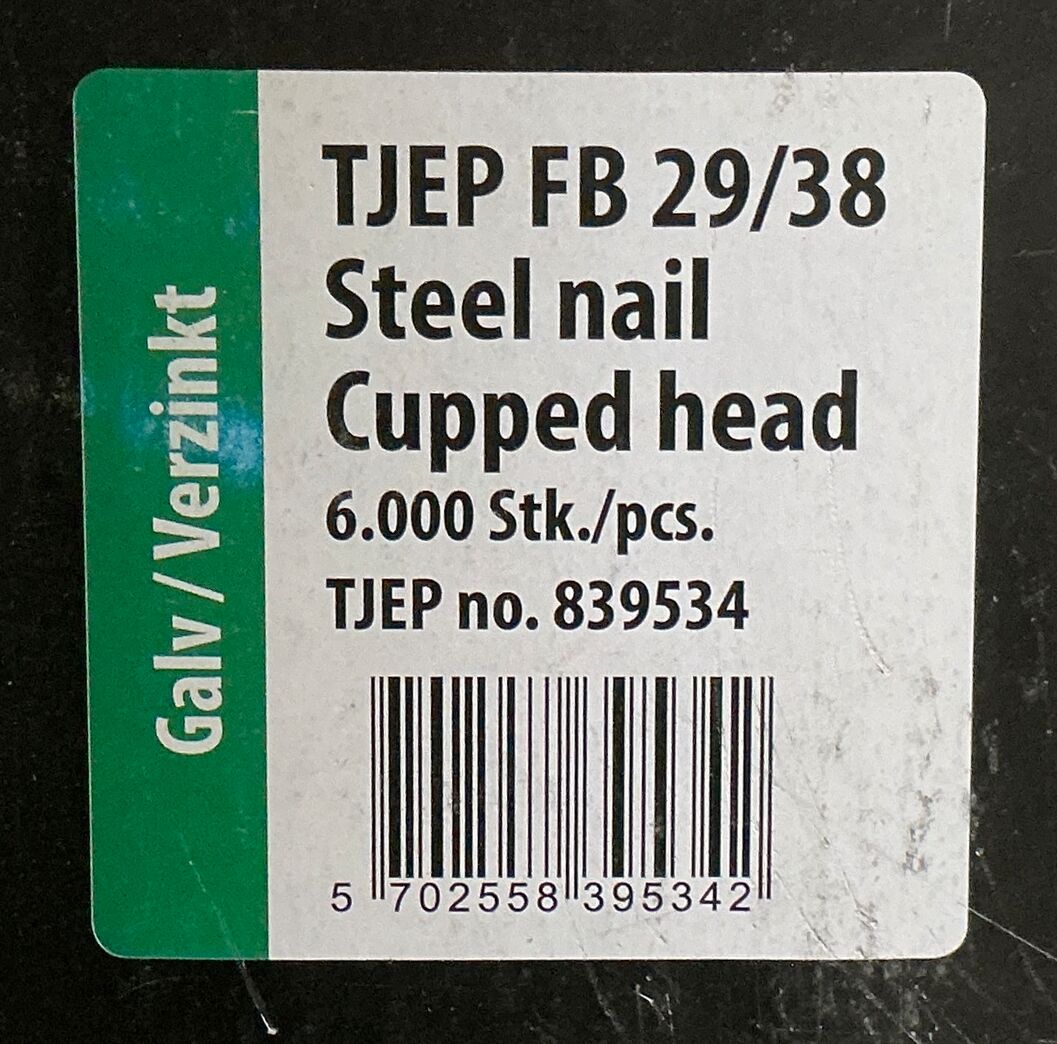 Galv / Verzinkt
TJEP FB 29/38
Steel nail
Cupped head
6.000 Stk./pcs.
TJEP no. 839534
5 702558 395342